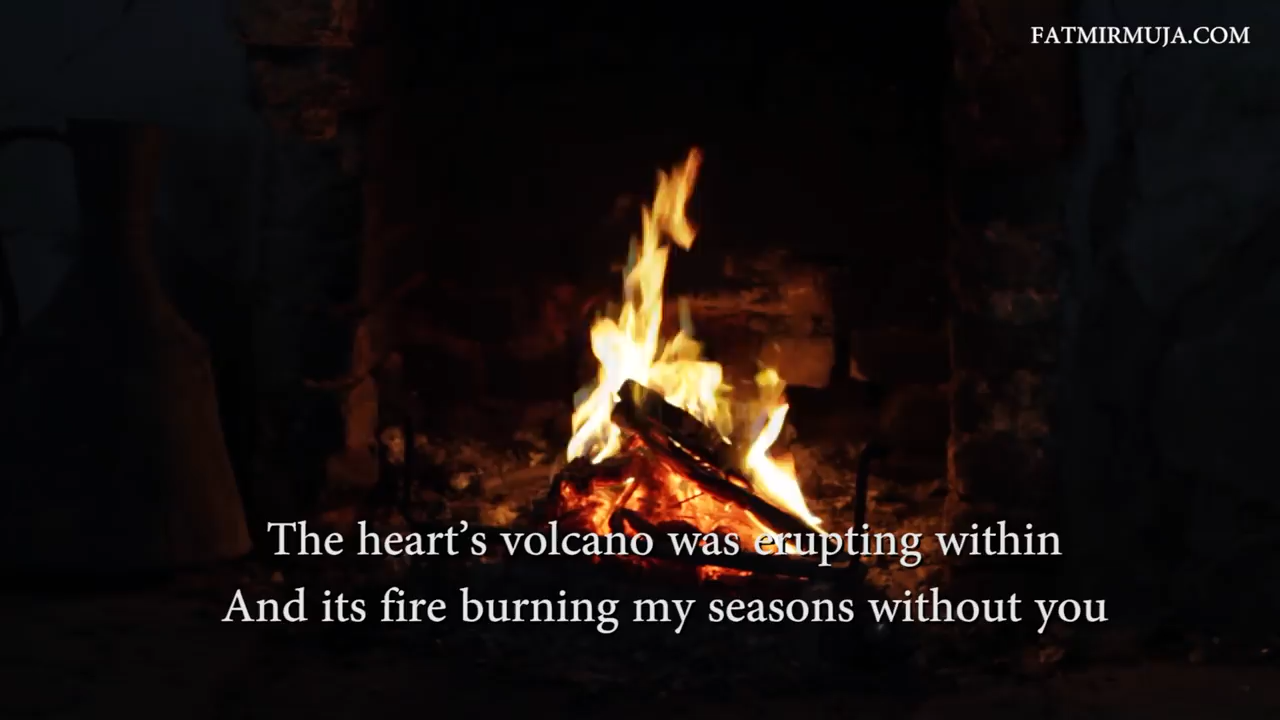 FATMIRMUJA.COM
The heart’s volcano was erupting within
And its fire burning my seasons without you